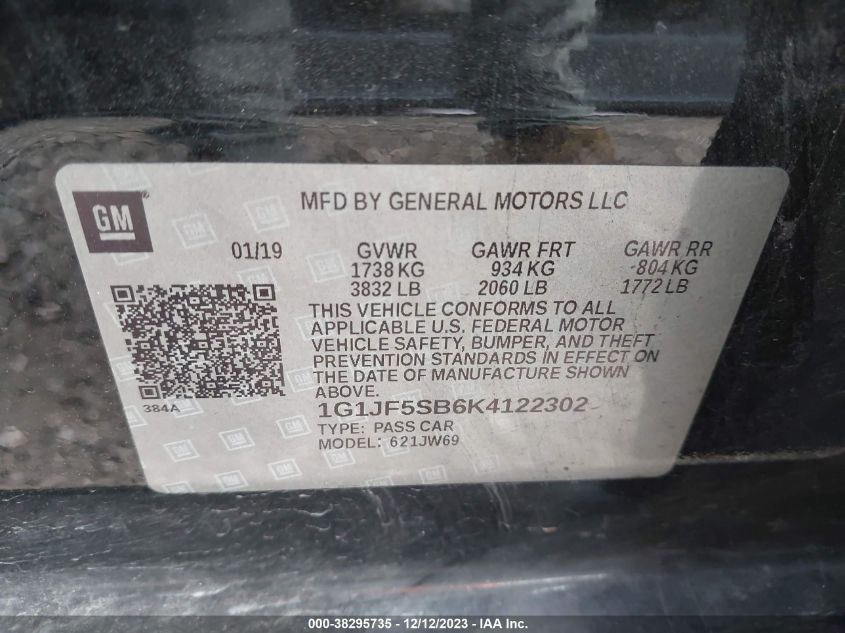 GM
MFD BY GENERAL MOTORS LLC
01/19 GVWR GAWR FRT GAWR RR
1738 KG 934 KG 804 KG
3832 LB 2060 LB 1772 LB
THIS VEHICLE CONFORMS TO ALL
APPLICABLE U.S. FEDERAL MOTOR
VEHICLE SAFETY, BUMPER, AND THEFT
PREVENTION STANDARDS IN EFFECT ON
THE DATE OF MANUFACTURE SHOWN
ABOVE.
384A
1G1JF5SB6K4122302
TYPE: PASS CAR
MODEL: 621JW69
000-38295735 - 12/12/2023 - IAA Inc.